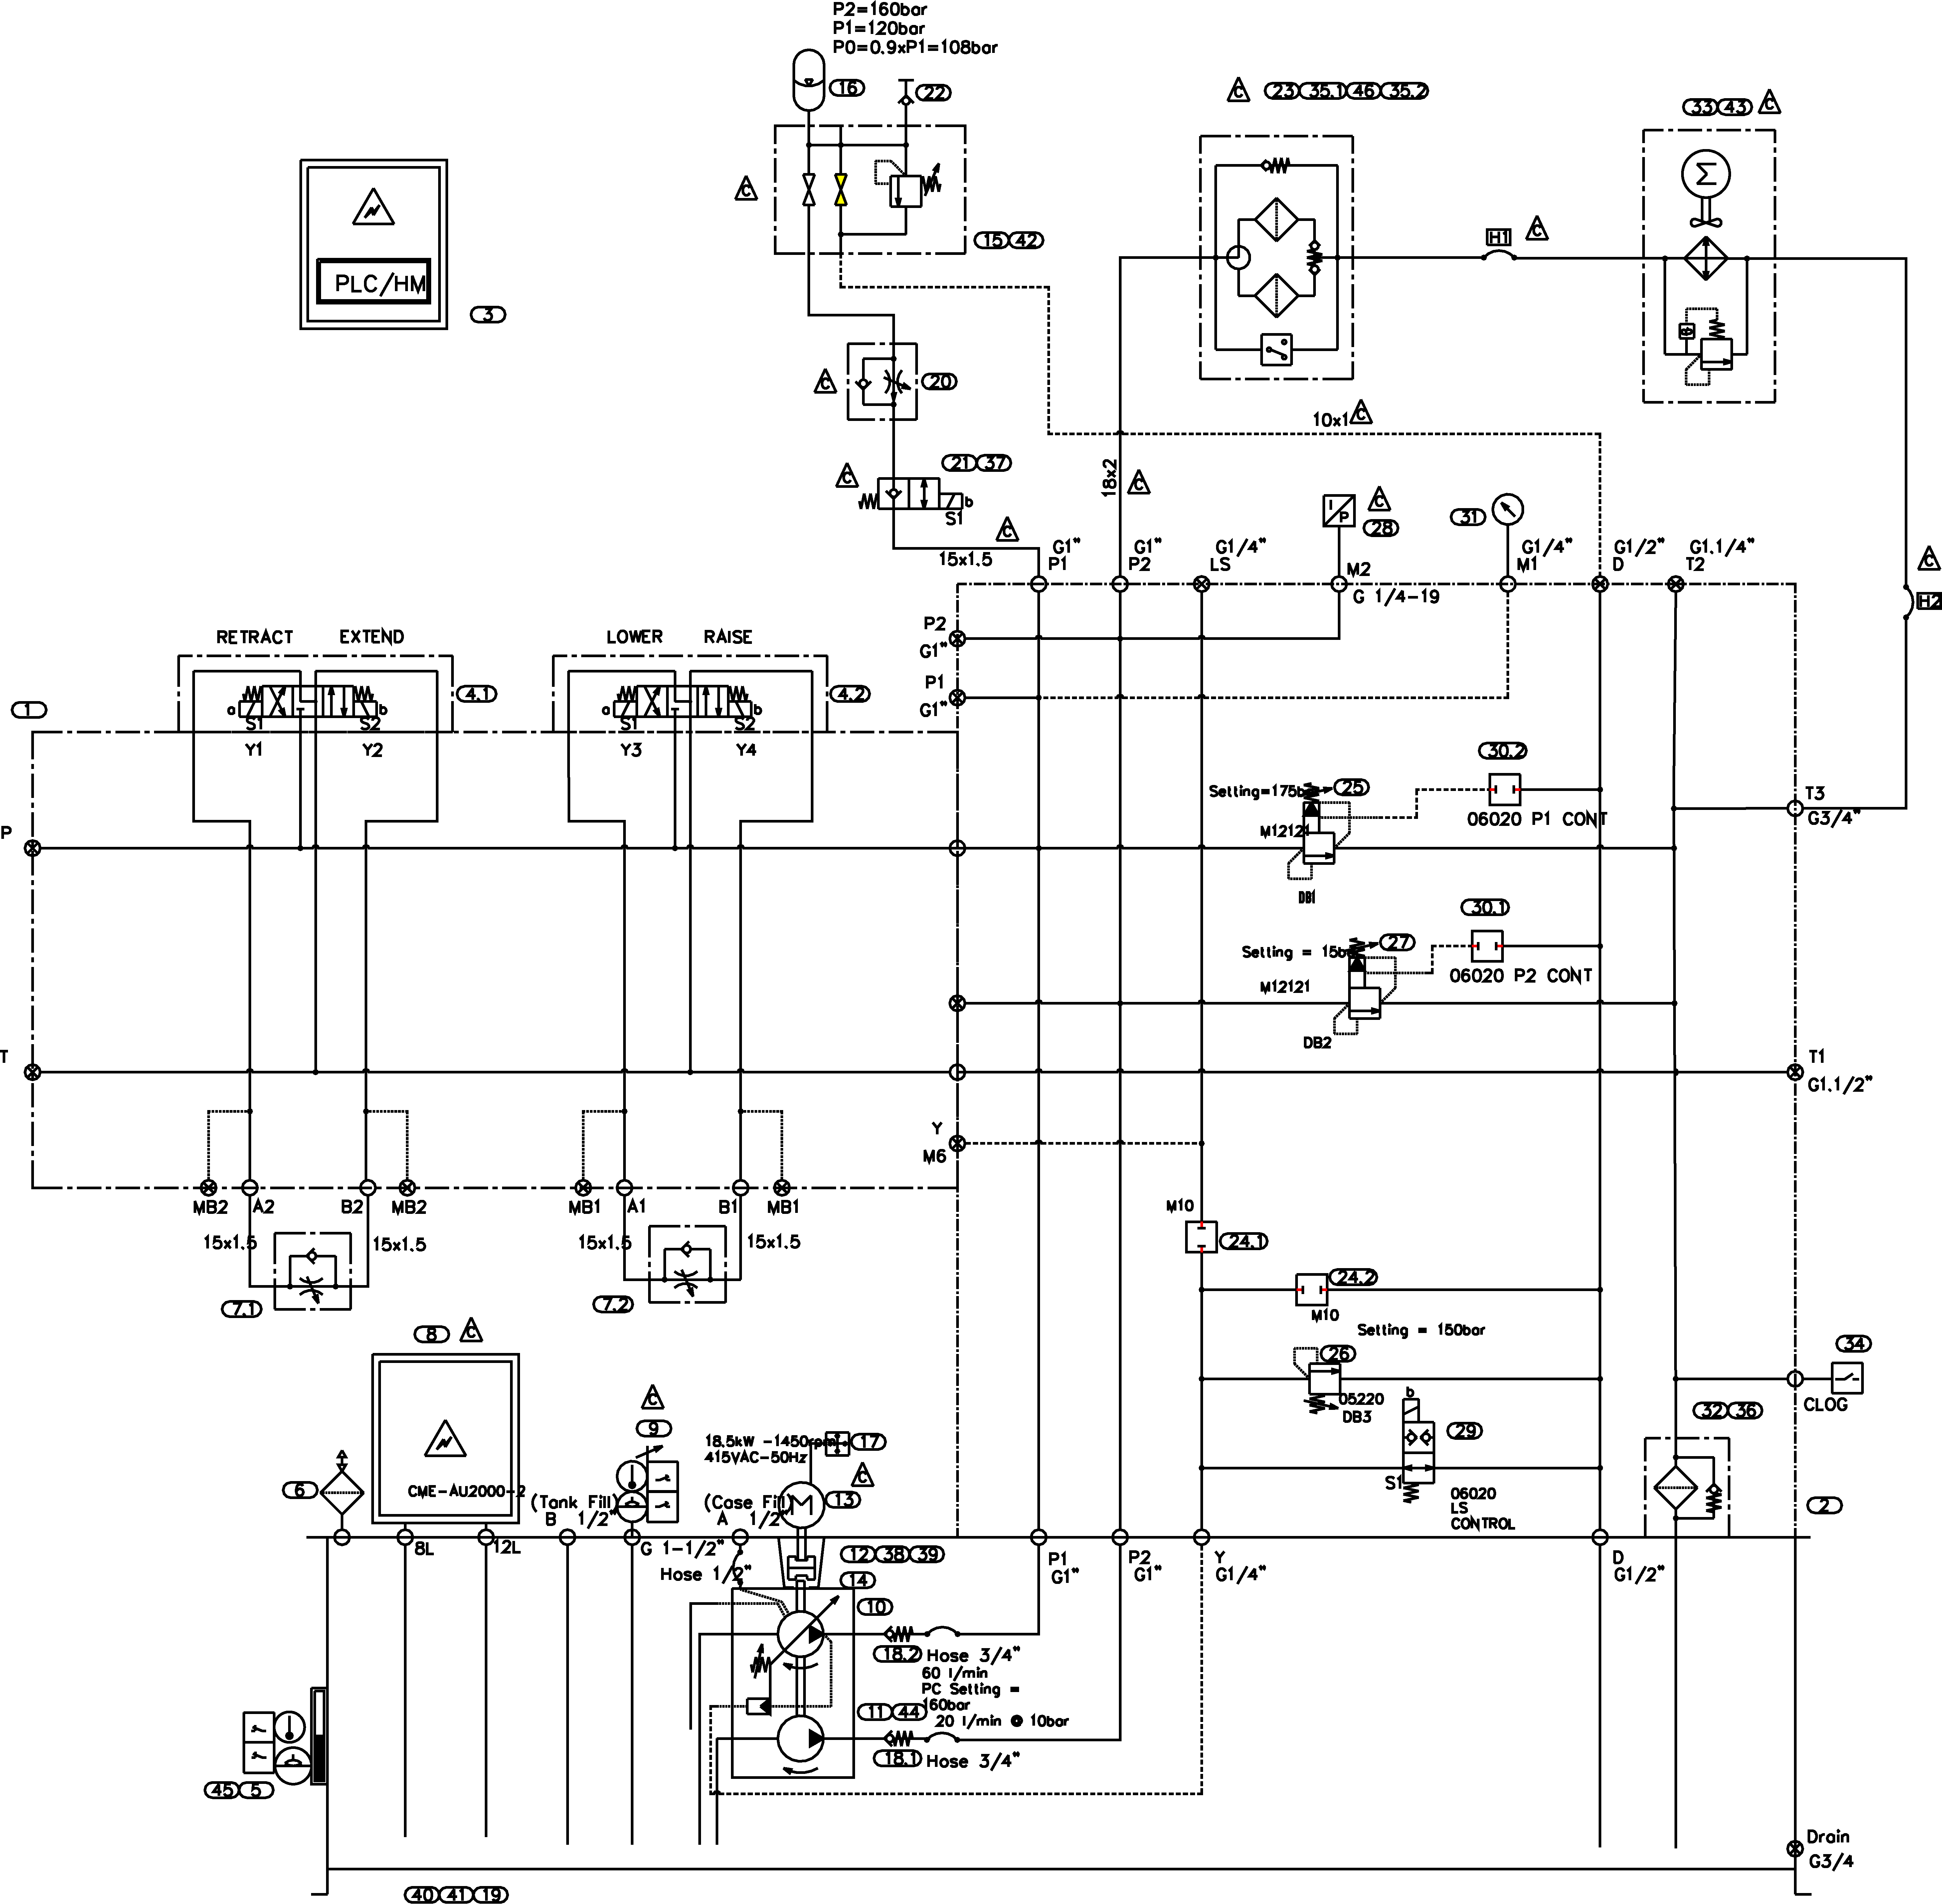 P2=160bar
P1=120bar
P0=0.9xP1=108bar
16
22
C
23 35.1 46 35.2
33 43
C
C
15 42
PLC/HM
3
Σ
H1
C
C
20
10x1
C
21 37
C
b
S1
18x2
C
C
15x1.5
I
P
C
28
31
G1"
P1
G1"
P2
G1/4"
LS
M2
G 1/4-19
G1/4"
M1
G1/2"
D
G1.1/4"
T2
C
H2
RETRACT
EXTEND
LOWER
RAISE
P2
G1"
P1
G1"
1
a
S1
S2
b
4.1
Y1
Y2
a
S1
S2
b
4.2
Y3
Y4
30.2
Setting=175b
25
06020 P1 CONT
M1212
DB1
T3
G3/4"
P
30.1
Setting = 15ba
27
06020 P2 CONT
M12121
DB2
T
T1
G1.1/2"
Y
M6
MB2
A2
B2
MB2
MB1
A1
B1
MB1
15x1.5
15x1.5
15x1.5
15x1.5
7.1
7.2
M10
24.1
24.2
M10
Setting = 150bar
26
05220
DB3
b
29
S1
06020
LS
CONTROL
34
CLOG
32 36
2
8
C
CME-AU2000-2
6
C
9
18.5kW -1450rpm
415VAC-50Hz
17
C
M
13
(Tank Fill)
B 1/2"
(Case Fill)
A 1/2"
8L
12L
G 1-1/2"
Hose 1/2"
12 38 39
14
10
P1
G1"
P2
G1"
Y
G1/4"
D
G1/2"
18.2
Hose 3/4"
60 l/min
PC Setting =
160bar
11 44
20 l/min @ 10bar
18.1
Hose 3/4"
45 5
Drain
G3/4
40 41 19